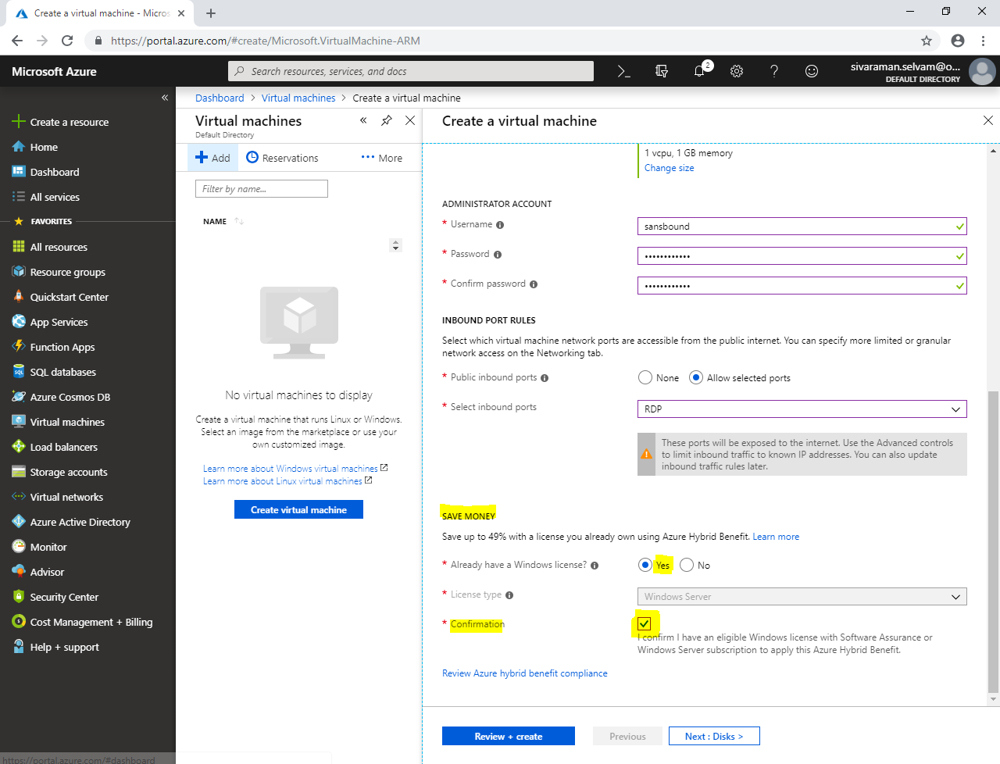 Create a virtual machine - Micros
https://portal.azure.com/#create/Microsoft.VirtualMachine-ARM
Microsoft Azure
Search resources, services, and docs
2
sivaraman.selvam@o...
DEFAULT DIRECTORY
Create a resource
Home
Dashboard
All services
FAVORITES
All resources
Resource groups
Quickstart Center
App Services
Function Apps
SQL databases
Azure Cosmos DB
Virtual machines
Load balancers
Storage accounts
Virtual networks
Azure Active Directory
Monitor
Advisor
Security Center
Cost Management + Billing
Help + support
https://portal.azure.com/#dashboard
Dashboard > Virtual machines > Create a virtual machine
Virtual machines
Default Directory
Add
Reservations
More
Filter by name...
NAME
No virtual machines to display
Create a virtual machine that runs Linux or Windows.
Select an image from the marketplace or use your
own customized image.
Learn more about Windows virtual machines
Learn more about Linux virtual machines
Create virtual machine
Create a virtual machine
1 vcpu, 1 GB memory
Change size
ADMINISTRATOR ACCOUNT
* Username
sansbound
* Password
••••••••••••
* Confirm password
••••••••••••
INBOUND PORT RULES
Select which virtual machine network ports are accessible from the public internet. You can specify more limited or granular
network access on the Networking tab.
* Public inbound ports
None
Allow selected ports
* Select inbound ports
RDP
These ports will be exposed to the internet. Use the Advanced controls
to limit inbound traffic to known IP addresses. You can also update
inbound traffic rules later.
SAVE MONEY
Save up to 49% with a license you already own using Azure Hybrid Benefit. Learn more
* Already have a Windows license?
Yes
No
* License type
Windows Server
* Confirmation
I confirm I have an eligible Windows license with Software Assurance or
Windows Server subscription to apply this Azure Hybrid Benefit.
Review Azure hybrid benefit compliance
Review + create
Previous
Next : Disks >